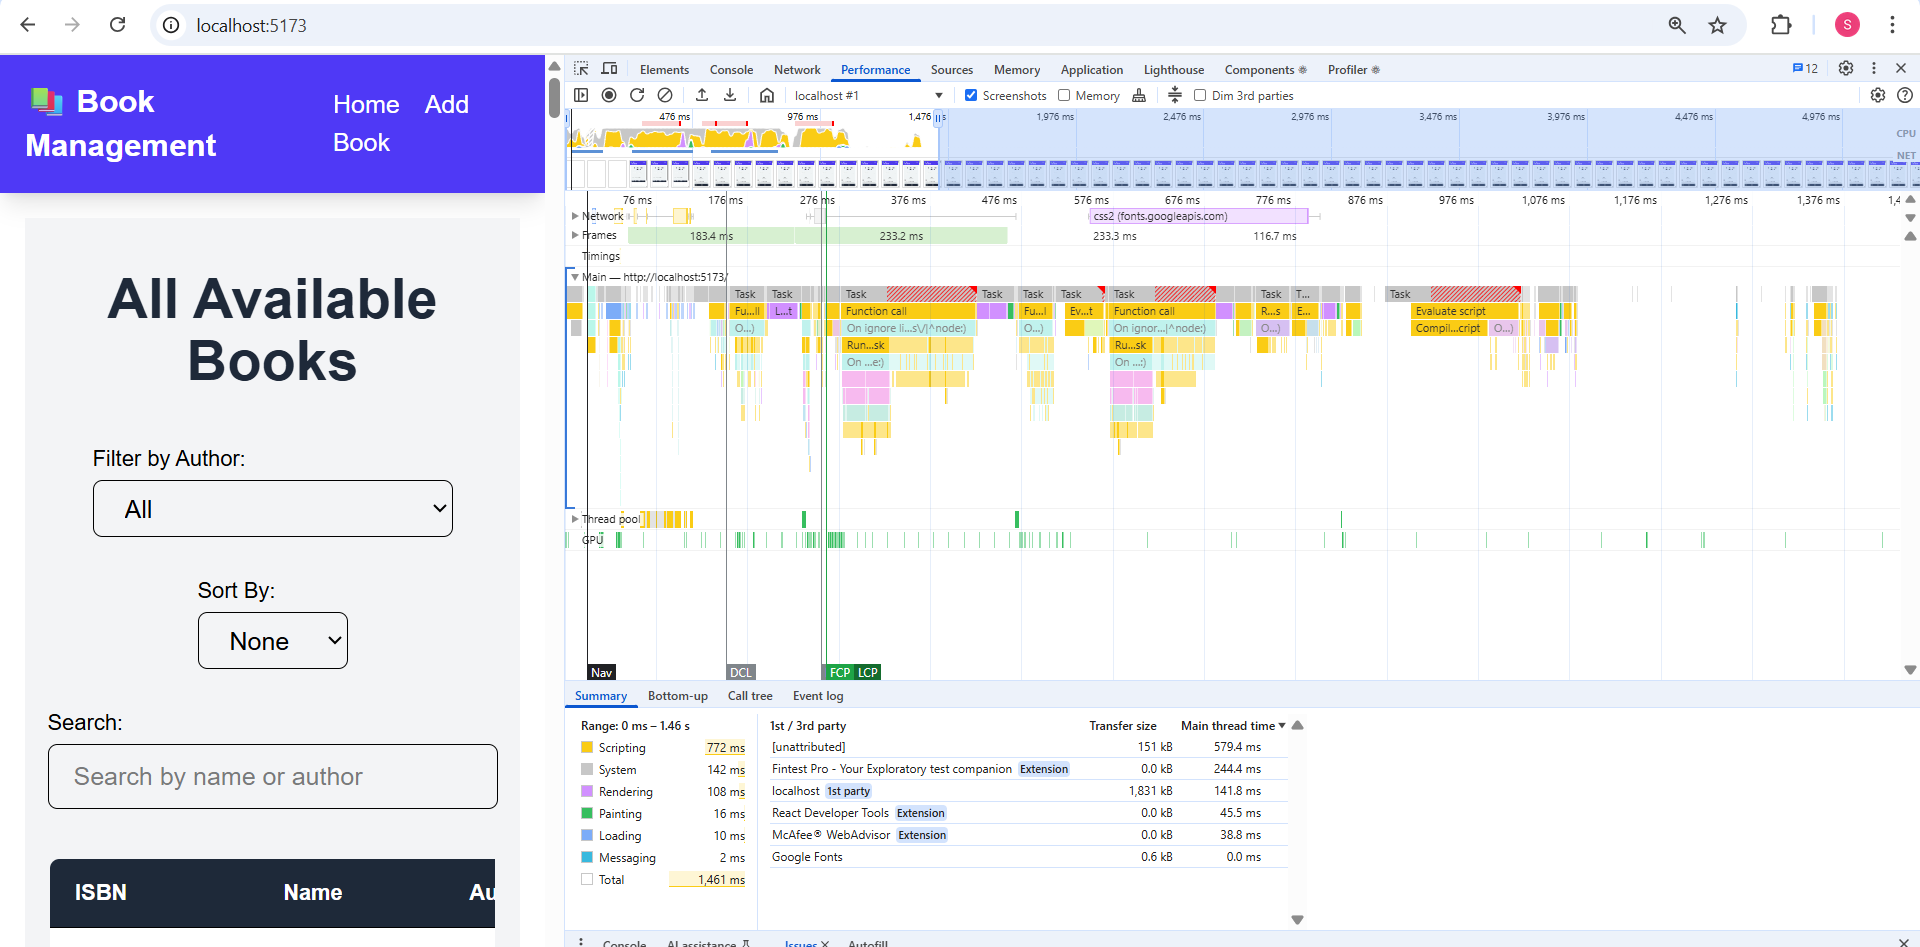 localhost:5173
S
📚 Book Management
Home Add Book
All Available Books
Filter by Author:
All
Sort By:
None
Search:
Search by name or author
ISBN Name Au
Elements Console Network Performance Sources Memory Application Lighthouse Components Profiler 12
localhost #1 Screenshots Memory Dim 3rd parties
476 ms 976 ms 1,476 1,976 ms 2,476 ms 2,976 ms 3,476 ms 3,976 ms 4,476 ms 4,976 ms
CPU
NET
76 ms 176 ms 276 ms 376 ms 476 ms 576 ms 676 ms 776 ms 876 ms 976 ms 1,076 ms 1,176 ms 1,276 ms 1,376 ms 1,4
Network css2 (fonts.googleapis.com)
Frames 183.4 ms 233.2 ms 233.3 ms 116.7 ms
Timings
Main — http://localhost:5173/
Task Task Task Task Task Task Task Task T... Task
Fu...ll L...t Function call Fu...l Ev...t Function call R...s E... Evaluate script
O...) On ignore li...s\/|^node:) O...) On ignor...|^node:) O...) Compil...cript O...)
Run...sk Ru...sk
On ...e:) On ...:)
Thread pool
GPU
Nav DCL FCP LCP
Summary Bottom-up Call tree Event log
Range: 0 ms – 1.46 s
Scripting 772 ms
System 142 ms
Rendering 108 ms
Painting 16 ms
Loading 10 ms
Messaging 2 ms
Total 1,461 ms
1st / 3rd party Transfer size Main thread time
[unattributed] 151 kB 579.4 ms
Fintest Pro - Your Exploratory test companion Extension 0.0 kB 244.4 ms
localhost 1st party 1,831 kB 141.8 ms
React Developer Tools Extension 0.0 kB 45.5 ms
McAfee® WebAdvisor Extension 0.0 kB 38.8 ms
Google Fonts 0.6 kB 0.0 ms
Console AI assistance Issues Autofill